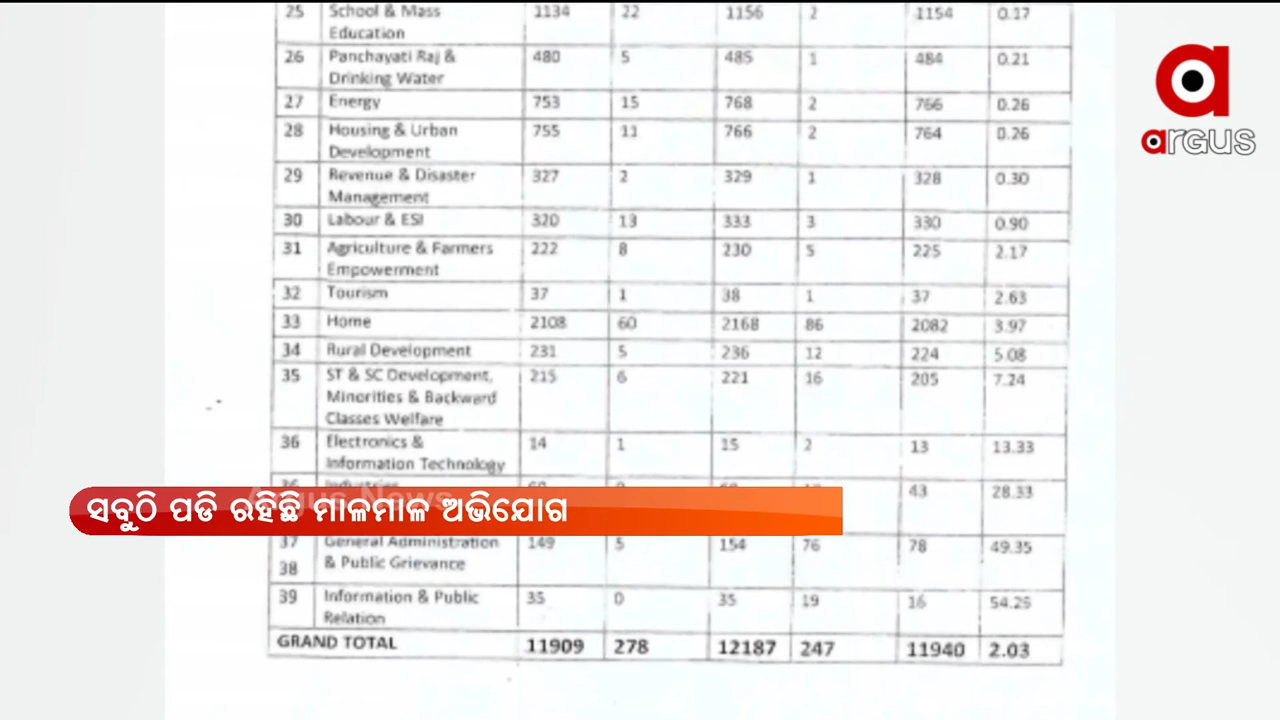 25 School & Mass 1134 22 1156 2 1154 0.17
Education
26 Panchayati Raj & 480 5 485 1 484 0.21
Drinking Water
27 Energy 753 15 768 2 766 0.26
28 Housing & Urban 755 11 766 2 764 0.26
Development
29 Revenue & Disaster 327 2 329 1 328 0.30
Management
30 Labour & ESI 320 13 333 3 330 0.90
31 Agriculture & Farmers 222 8 230 5 225 2.17
Empowerment
32 Tourism 37 1 38 1 37 2.63
33 Home 2108 60 2168 86 2082 3.97
34 Rural Development 231 5 236 12 224 5.08
35 ST & SC Development, 215 6 221 16 205 7.24
Minorities & Backward
Classes Welfare
36 Electronics & 14 1 15 2 13 13.33
Information Technology
43 28.33
ସବୁଠି ପଡି ରହିଛି ମାଳମାଳ ଅଭିଯୋଗ
Argus News
37 General Administration 149 5 154 76 78 49.35
38 & Public Grievance
39 Information & Public 35 0 35 19 16 54.29
Relation
GRAND TOTAL 11909 278 12187 247 11940 2.03
argus